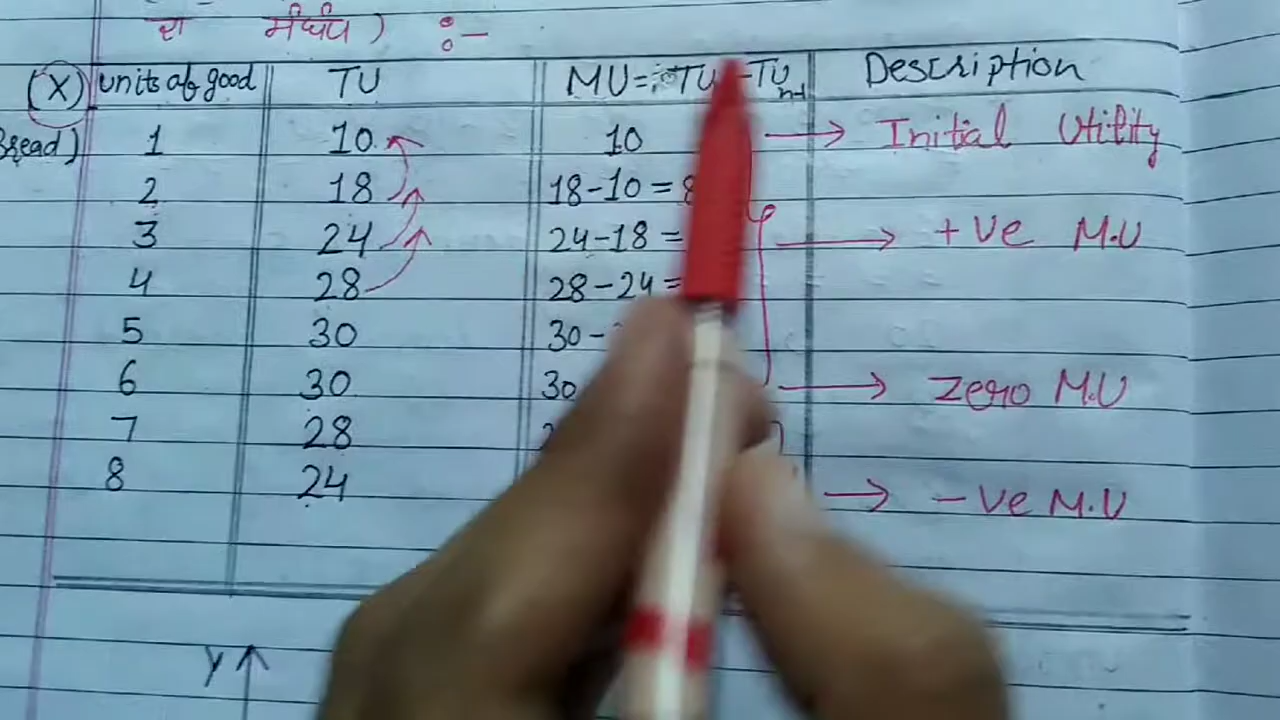 ਦਾ ਸੰਬੰਧ) :-
(X) units of good TU MU= TU -TUn-1 Description
Bread) 1 10 10 → Initial Utility
2 18 18-10 = 8
3 24 24-18 = → +ve M.U
4 28 28-24 =
5 30 30-
6 30 30 → Zero M.U
7 28
8 24 → -ve M.U
Y